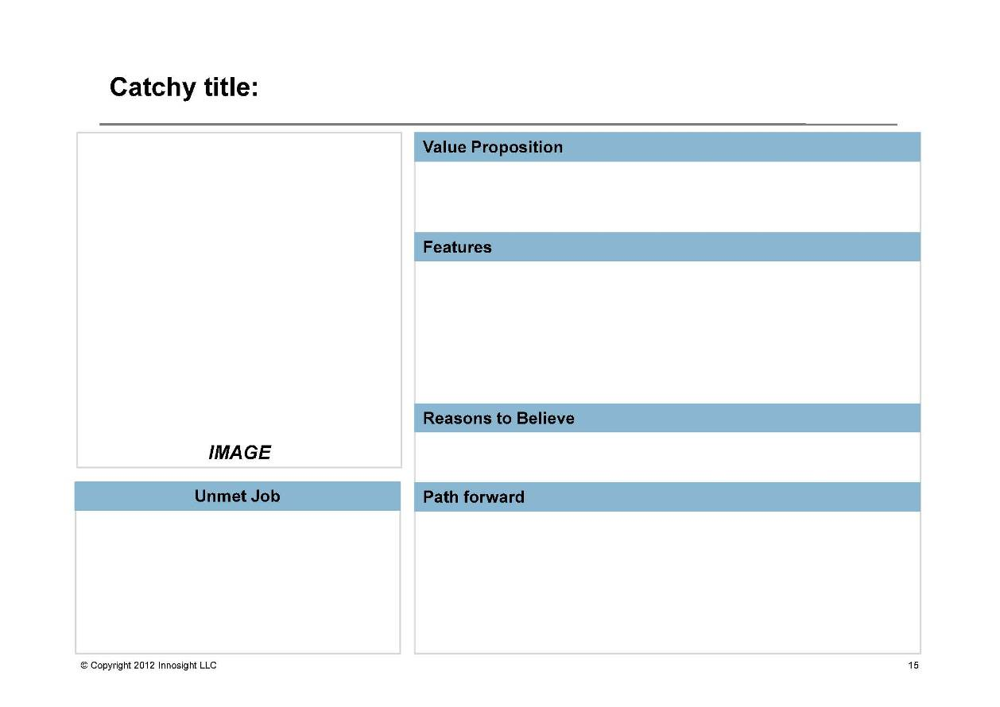 Catchy title:
IMAGE
Unmet Job
Value Proposition
Features
Reasons to Believe
Path forward
© Copyright 2012 Innosight LLC
15